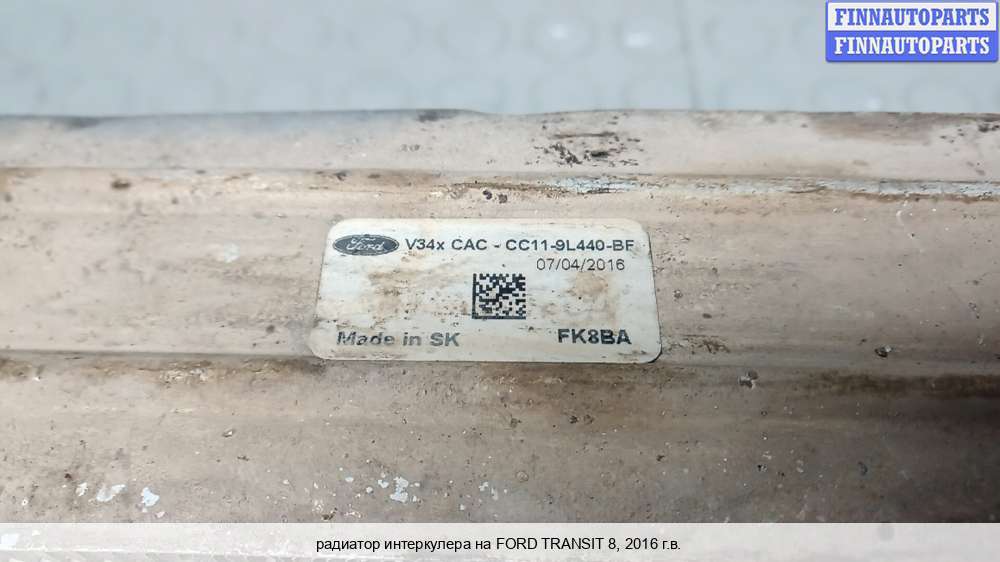 FINNAUTOPARTS
FINNAUTOPARTS
Ford V34x CAC - CC11-9L440-BF
07/04/2016
Made in SK FK8BA
радиатор интеркулера на FORD TRANSIT 8, 2016 г.в.